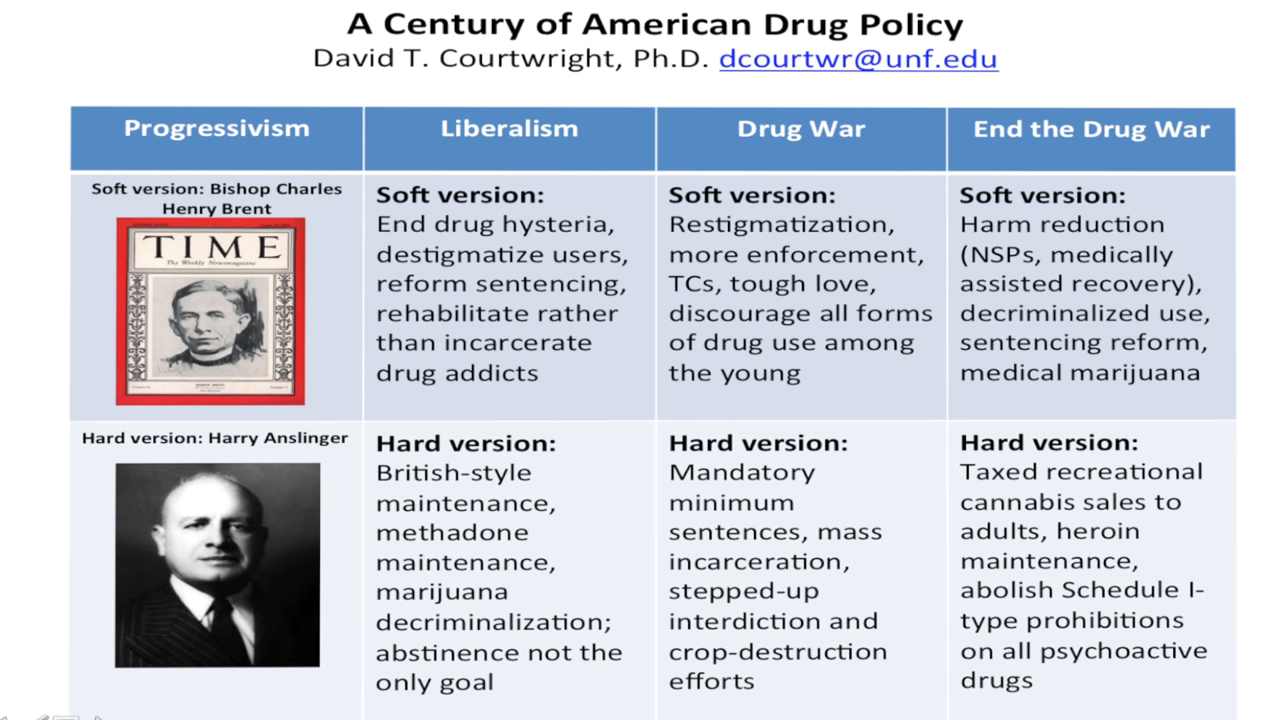 A Century of American Drug Policy
David T. Courtwright, Ph.D. dcourtwr@unf.edu
Progressivism
Liberalism
Drug War
End the Drug War
Soft version: Bishop Charles
Henry Brent
TIME
The Weekly Newsmagazine
Soft version:
End drug hysteria,
destigmatize users,
reform sentencing,
rehabilitate rather
than incarcerate
drug addicts
Soft version:
Restigmatization,
more enforcement,
TCs, tough love,
discourage all forms
of drug use among
the young
Soft version:
Harm reduction
(NSPs, medically
assisted recovery),
decriminalized use,
sentencing reform,
medical marijuana
Hard version: Harry Anslinger
Hard version:
British-style
maintenance,
methadone
maintenance,
marijuana
decriminalization;
abstinence not the
only goal
Hard version:
Mandatory
minimum
sentences, mass
incarceration,
stepped-up
interdiction and
crop-destruction
efforts
Hard version:
Taxed recreational
cannabis sales to
adults, heroin
maintenance,
abolish Schedule I-
type prohibitions
on all psychoactive
drugs